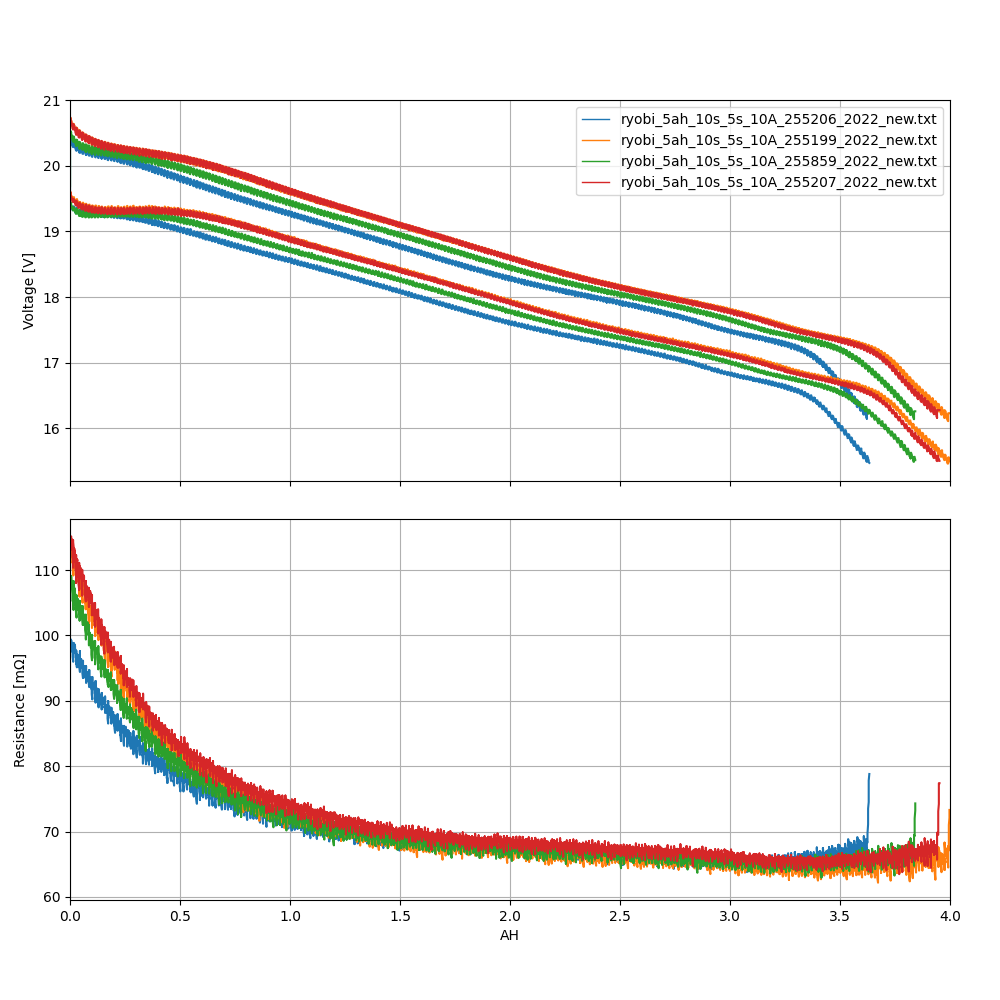 21
20
19
18
17
16
Voltage [V]
ryobi_5ah_10s_5s_10A_255206_2022_new.txt
ryobi_5ah_10s_5s_10A_255199_2022_new.txt
ryobi_5ah_10s_5s_10A_255859_2022_new.txt
ryobi_5ah_10s_5s_10A_255207_2022_new.txt
110
100
90
80
70
60
Resistance [mΩ]
0.0 0.5 1.0 1.5 2.0 2.5 3.0 3.5 4.0
AH